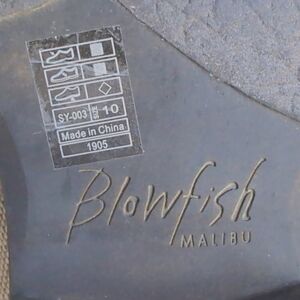 SY-003 10
Made in China
1905
Blowfish
MALIBU